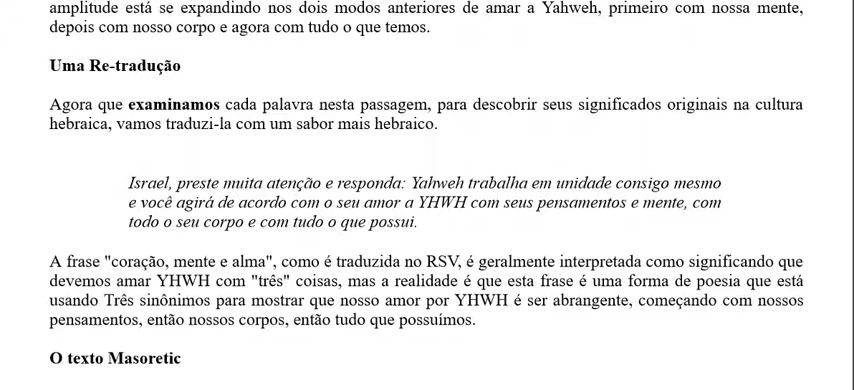 amplitude está se expandindo nos dois modos anteriores de amar a Yahweh, primeiro com nossa mente,
depois com nosso corpo e agora com tudo o que temos.
Uma Re-tradução
Agora que examinamos cada palavra nesta passagem, para descobrir seus significados originais na cultura
hebraica, vamos traduzi-la com um sabor mais hebraico.
Israel, preste muita atenção e responda: Yahweh trabalha em unidade consigo mesmo
e você agirá de acordo com o seu amor a YHWH com seus pensamentos e mente, com
todo o seu corpo e com tudo o que possui.
A frase "coração, mente e alma", como é traduzida no RSV, é geralmente interpretada como significando que
devemos amar YHWH com "três" coisas, mas a realidade é que esta frase é uma forma de poesia que está
usando Três sinônimos para mostrar que nosso amor por YHWH é ser abrangente, começando com nossos
pensamentos, então nossos corpos, então tudo que possuímos.
O texto Masoretic